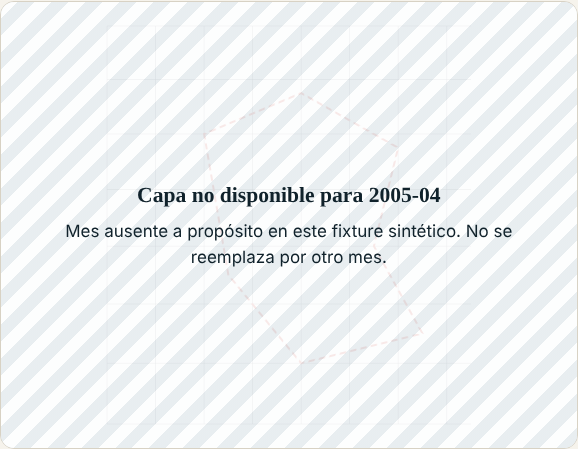 Capa no disponible para 2005-04
Mes ausente a propósito en este fixture sintético. No se
reemplaza por otro mes.